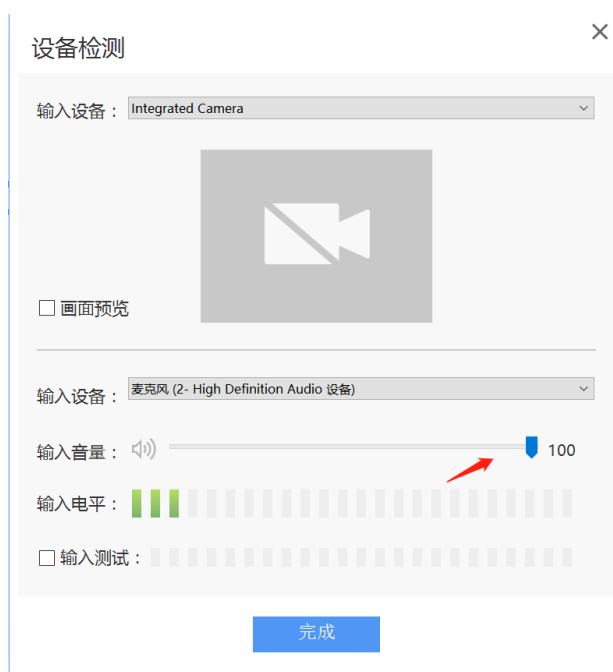 设备检测
输入设备： Integrated Camera
画面预览
输入设备： 麦克风 (2- High Definition Audio 设备)
输入音量： 100
输入电平：
输入测试：
完成